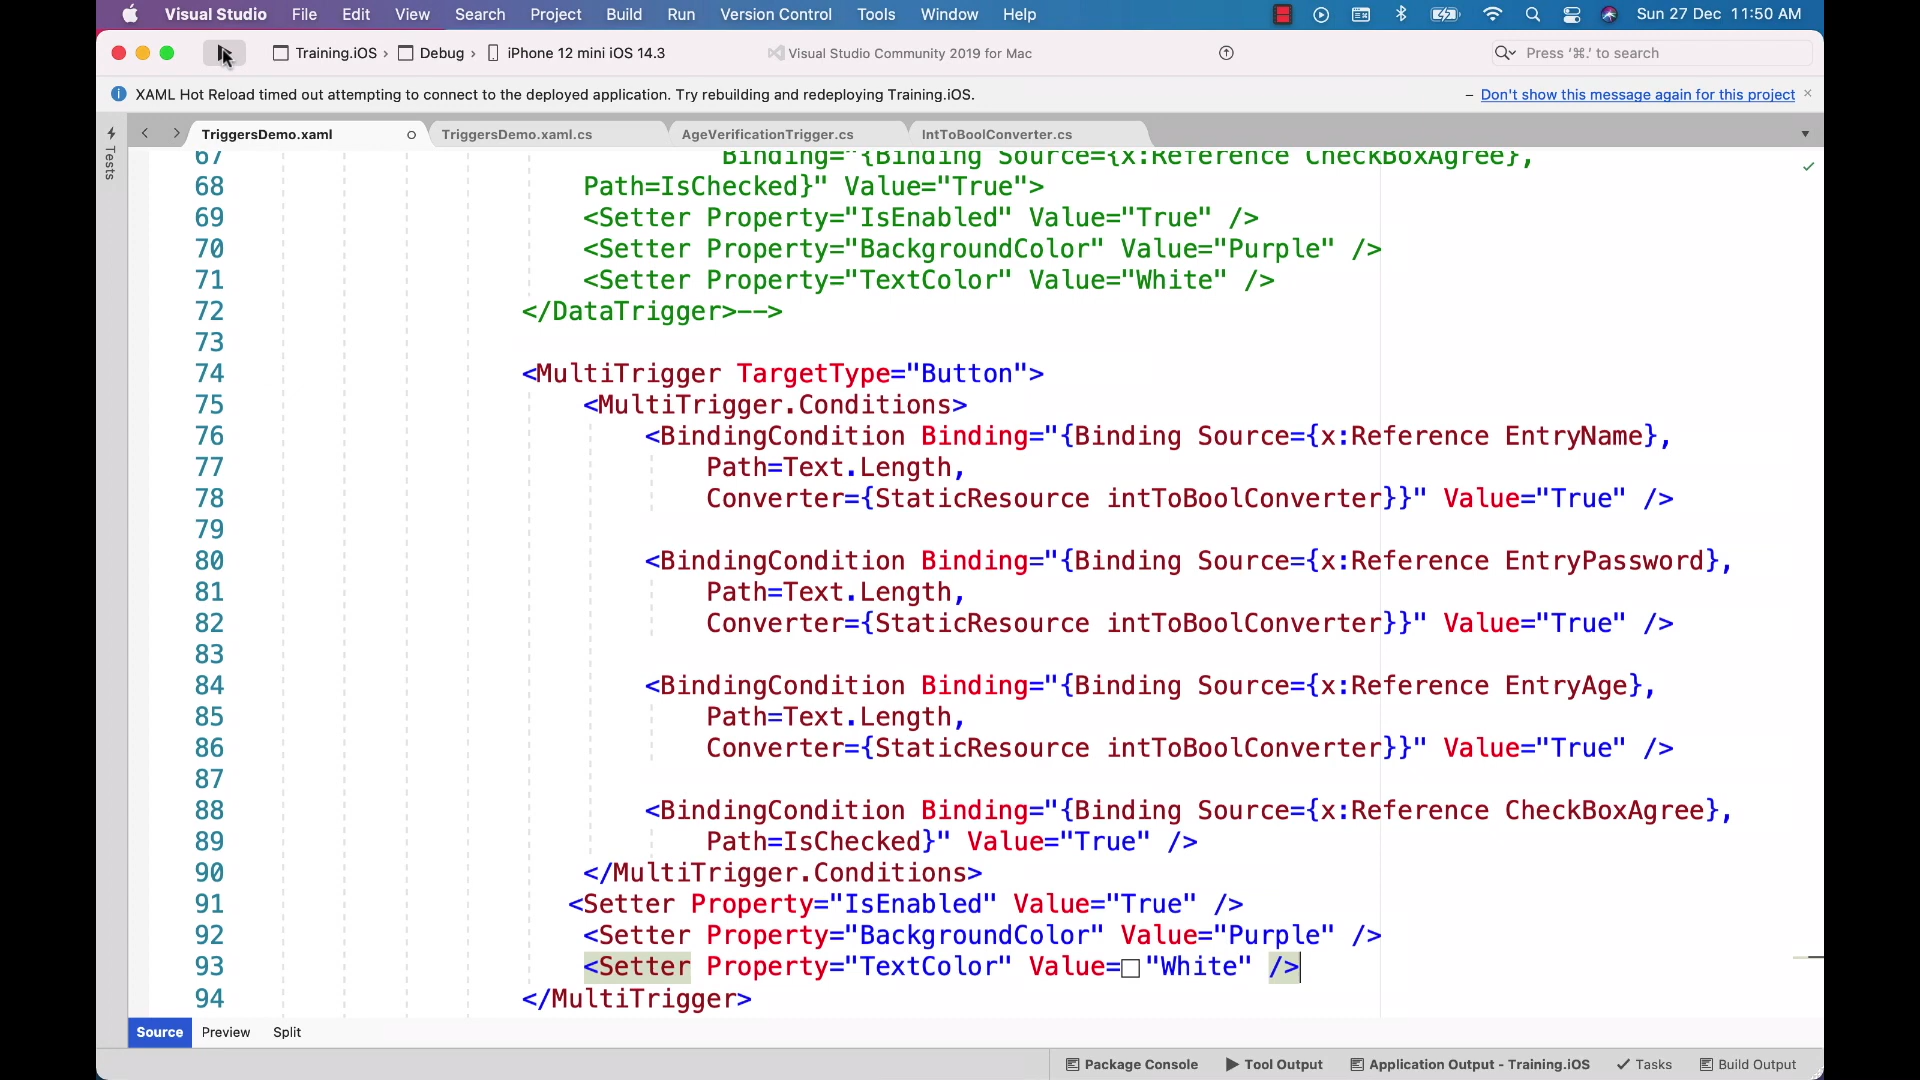 Visual Studio File Edit View Search Project Build Run Version Control Tools Window Help Sun 27 Dec 11:50 AM
Training.iOS › Debug › iPhone 12 mini iOS 14.3 Visual Studio Community 2019 for Mac Press ‘⌘.’ to search
XAML Hot Reload timed out attempting to connect to the deployed application. Try rebuilding and redeploying Training.iOS. – Don't show this message again for this project
TriggersDemo.xaml TriggersDemo.xaml.cs AgeVerificationTrigger.cs IntToBoolConverter.cs
Tests
67 Binding="{Binding Source={x:Reference CheckBoxAgree},
68 Path=IsChecked}" Value="True">
69 <Setter Property="IsEnabled" Value="True" />
70 <Setter Property="BackgroundColor" Value="Purple" />
71 <Setter Property="TextColor" Value="White" />
72 </DataTrigger>-->
73
74 <MultiTrigger TargetType="Button">
75 <MultiTrigger.Conditions>
76 <BindingCondition Binding="{Binding Source={x:Reference EntryName},
77 Path=Text.Length,
78 Converter={StaticResource intToBoolConverter}}" Value="True" />
79
80 <BindingCondition Binding="{Binding Source={x:Reference EntryPassword},
81 Path=Text.Length,
82 Converter={StaticResource intToBoolConverter}}" Value="True" />
83
84 <BindingCondition Binding="{Binding Source={x:Reference EntryAge},
85 Path=Text.Length,
86 Converter={StaticResource intToBoolConverter}}" Value="True" />
87
88 <BindingCondition Binding="{Binding Source={x:Reference CheckBoxAgree},
89 Path=IsChecked}" Value="True" />
90 </MultiTrigger.Conditions>
91 <Setter Property="IsEnabled" Value="True" />
92 <Setter Property="BackgroundColor" Value="Purple" />
93 <Setter Property="TextColor" Value="White" />
94 </MultiTrigger>
Source Preview Split
Package Console Tool Output Application Output - Training.iOS Tasks Build Output